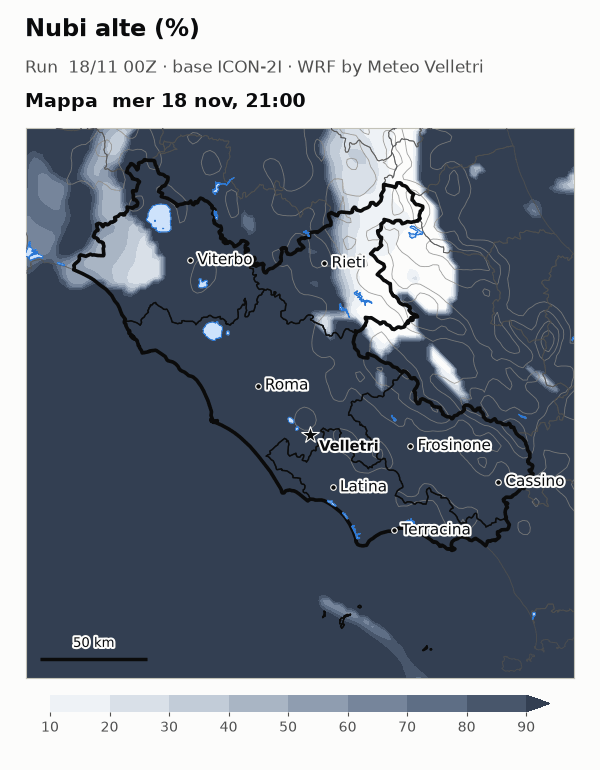 Nubi alte (%)
Run 18/11 00Z · base ICON-2I · WRF by Meteo Velletri
Mappa mer 18 nov, 21:00
Viterbo
Rieti
Roma
Velletri
Frosinone
Latina
Cassino
Terracina
50 km
10 20 30 40 50 60 70 80 90